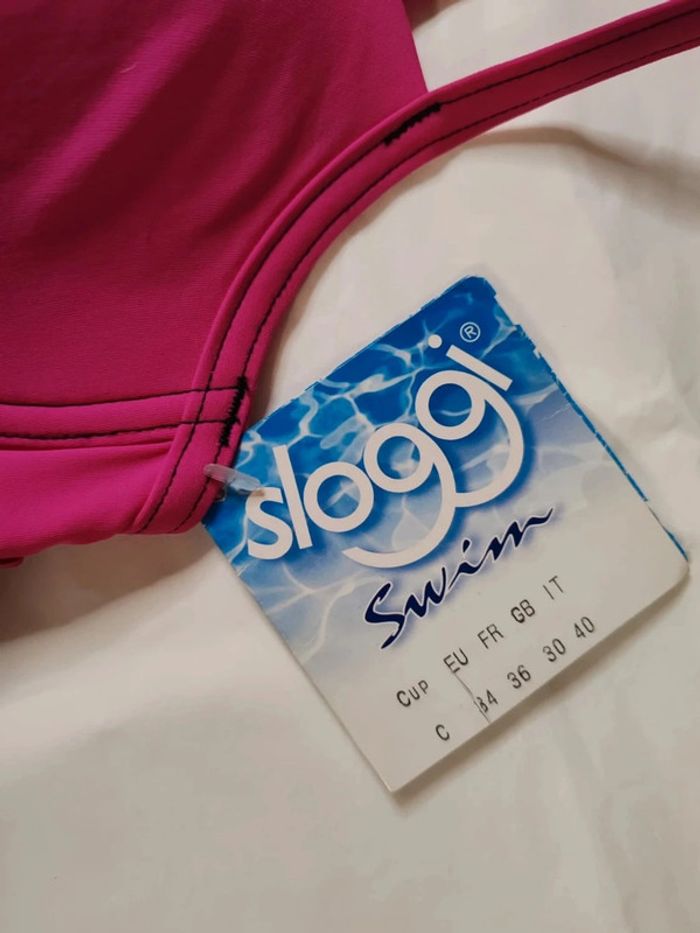 sloggi®
Swim
Cup EU FR GB IT
C 34 36 30 40